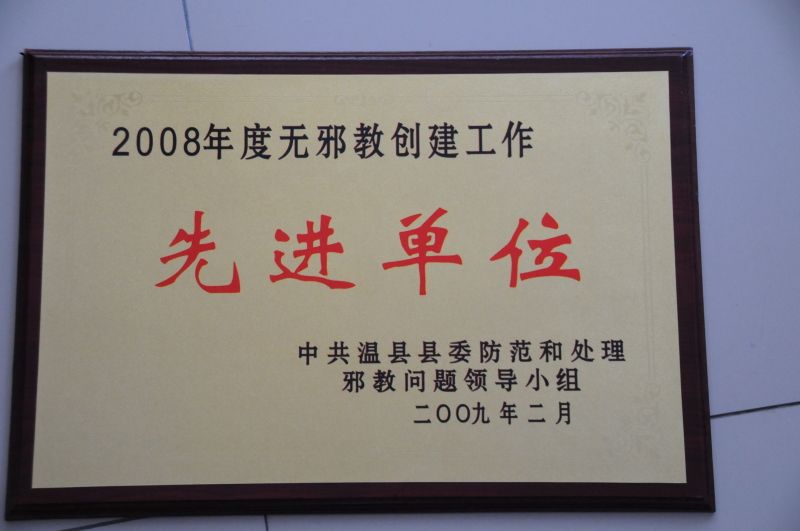 2008年度无邪教创建工作
先进单位
中共温县县委防范和处理
邪教问题领导小组
二〇〇九年二月